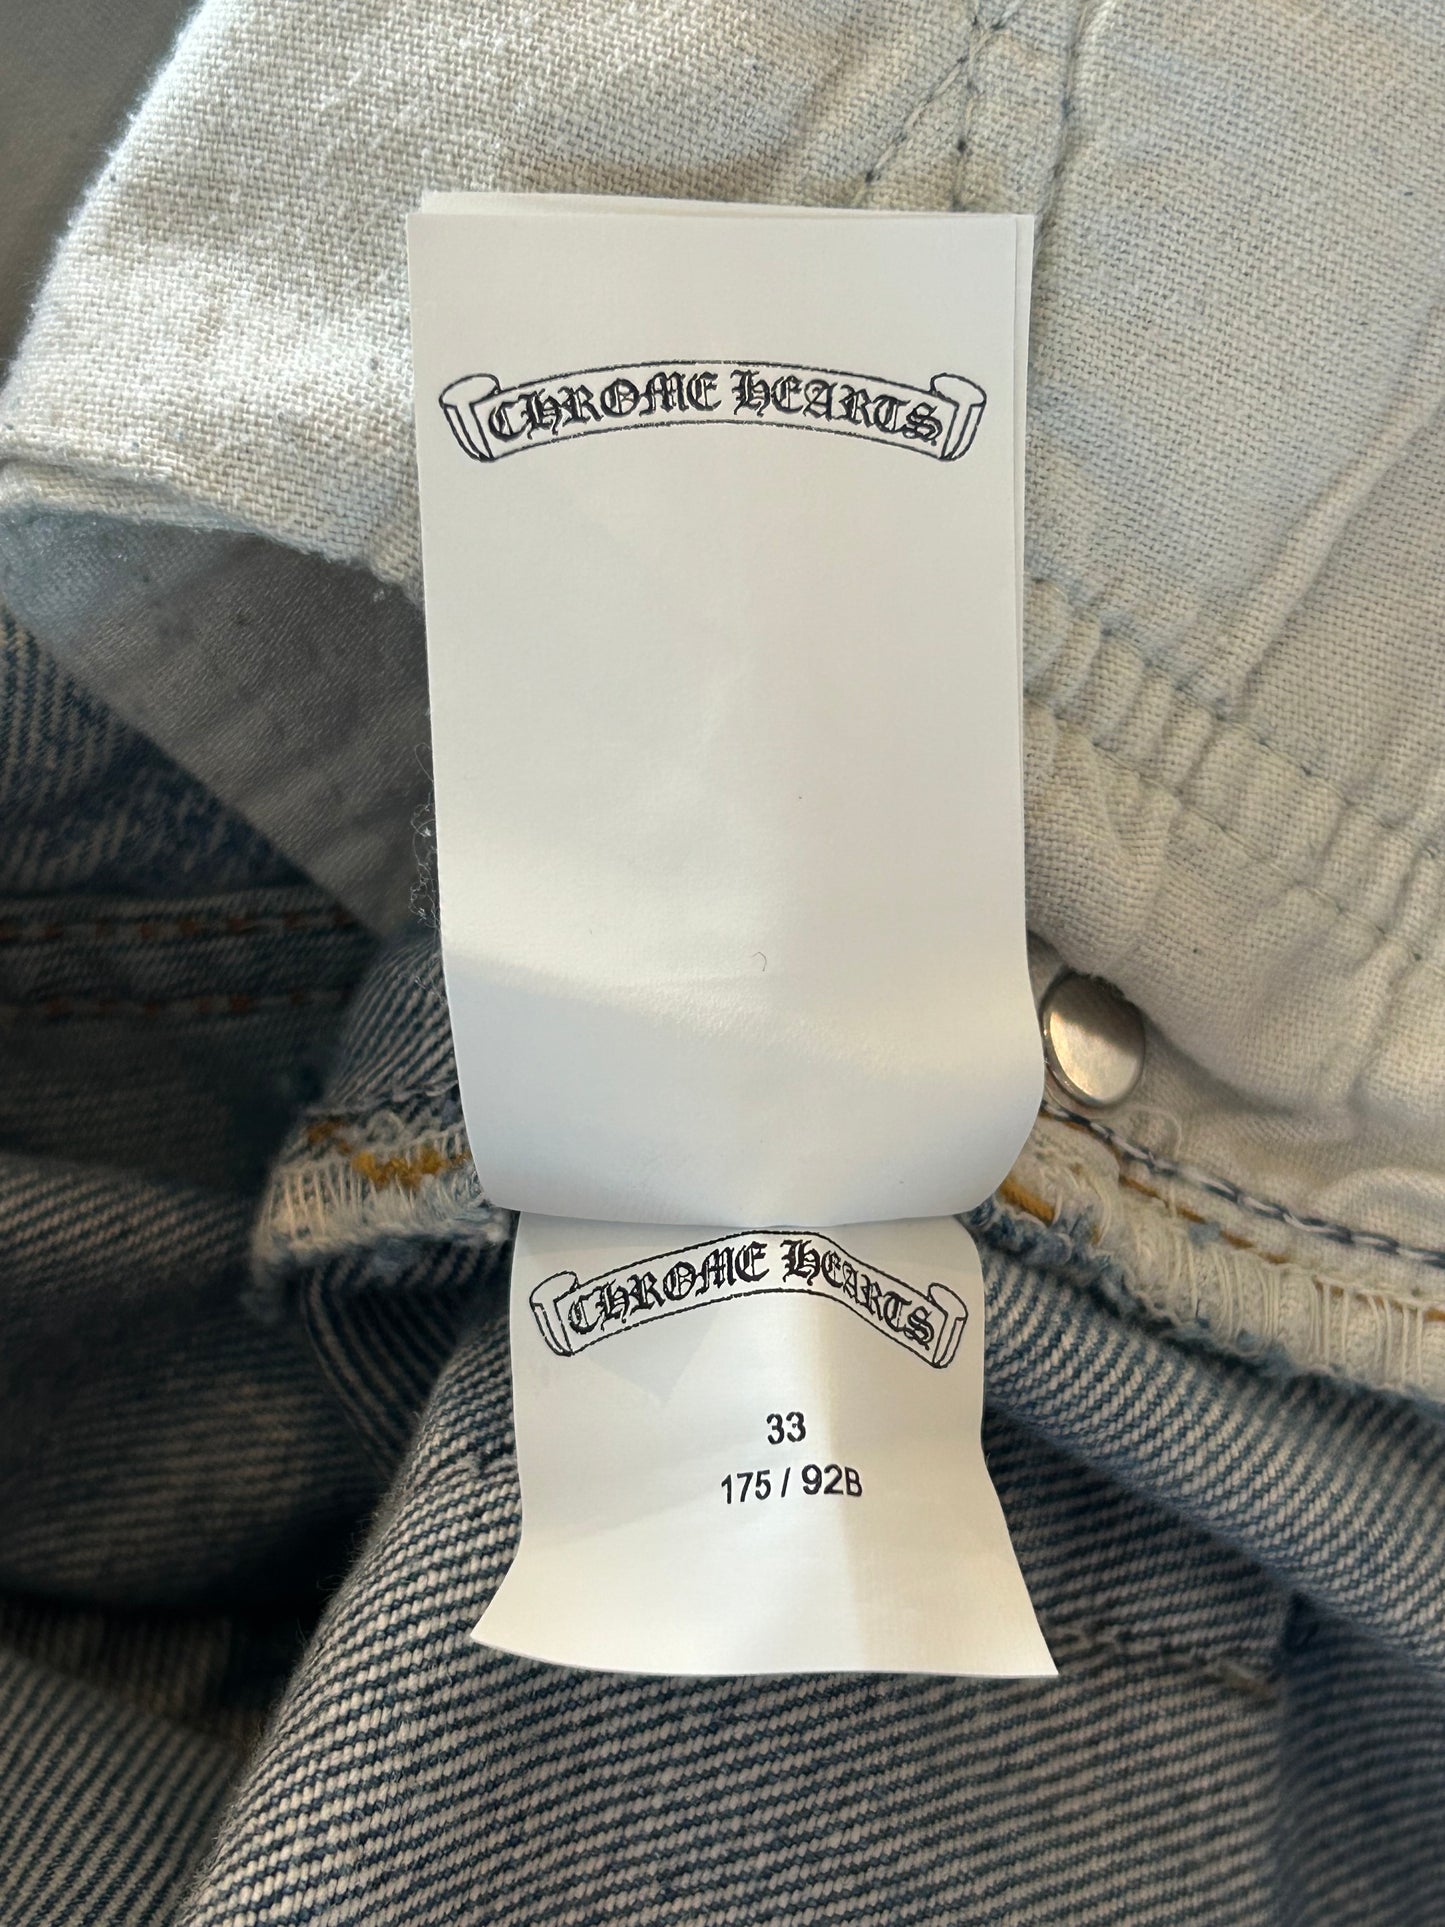 CHROME HEARTS
CHROME HEARTS
33
175 / 92B